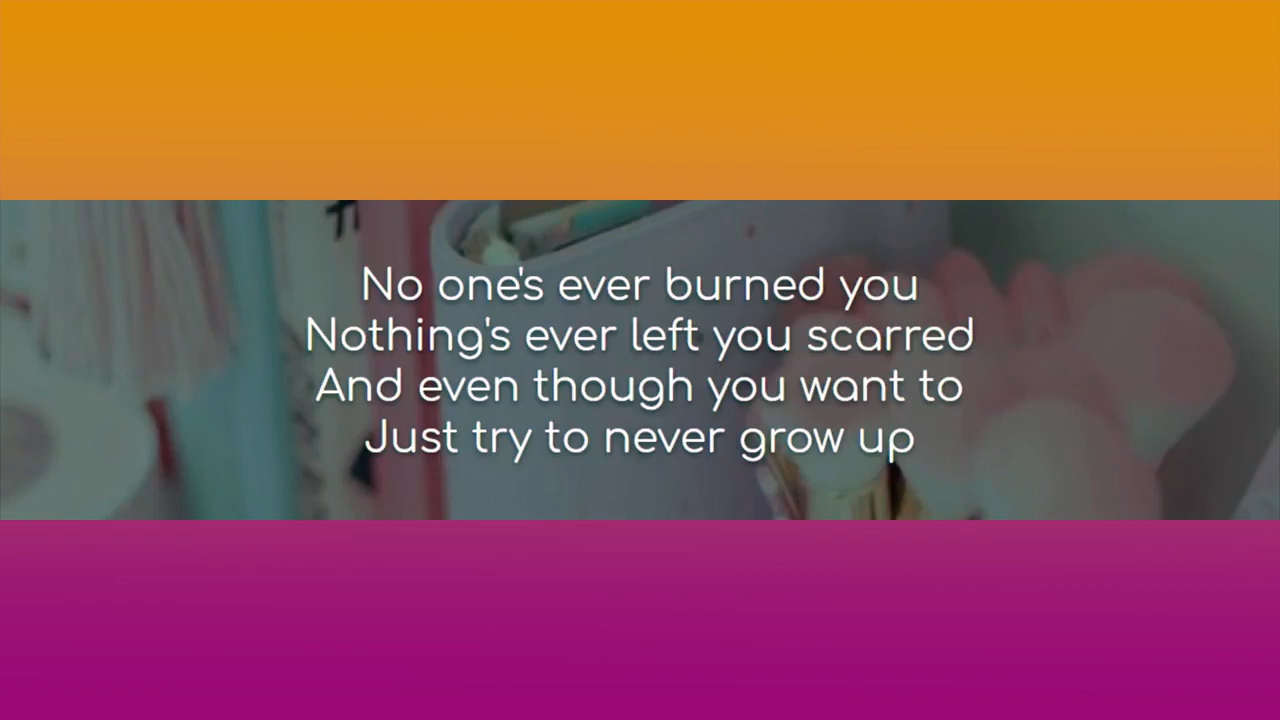 No one's ever burned you
Nothing's ever left you scarred
And even though you want to
Just try to never grow up